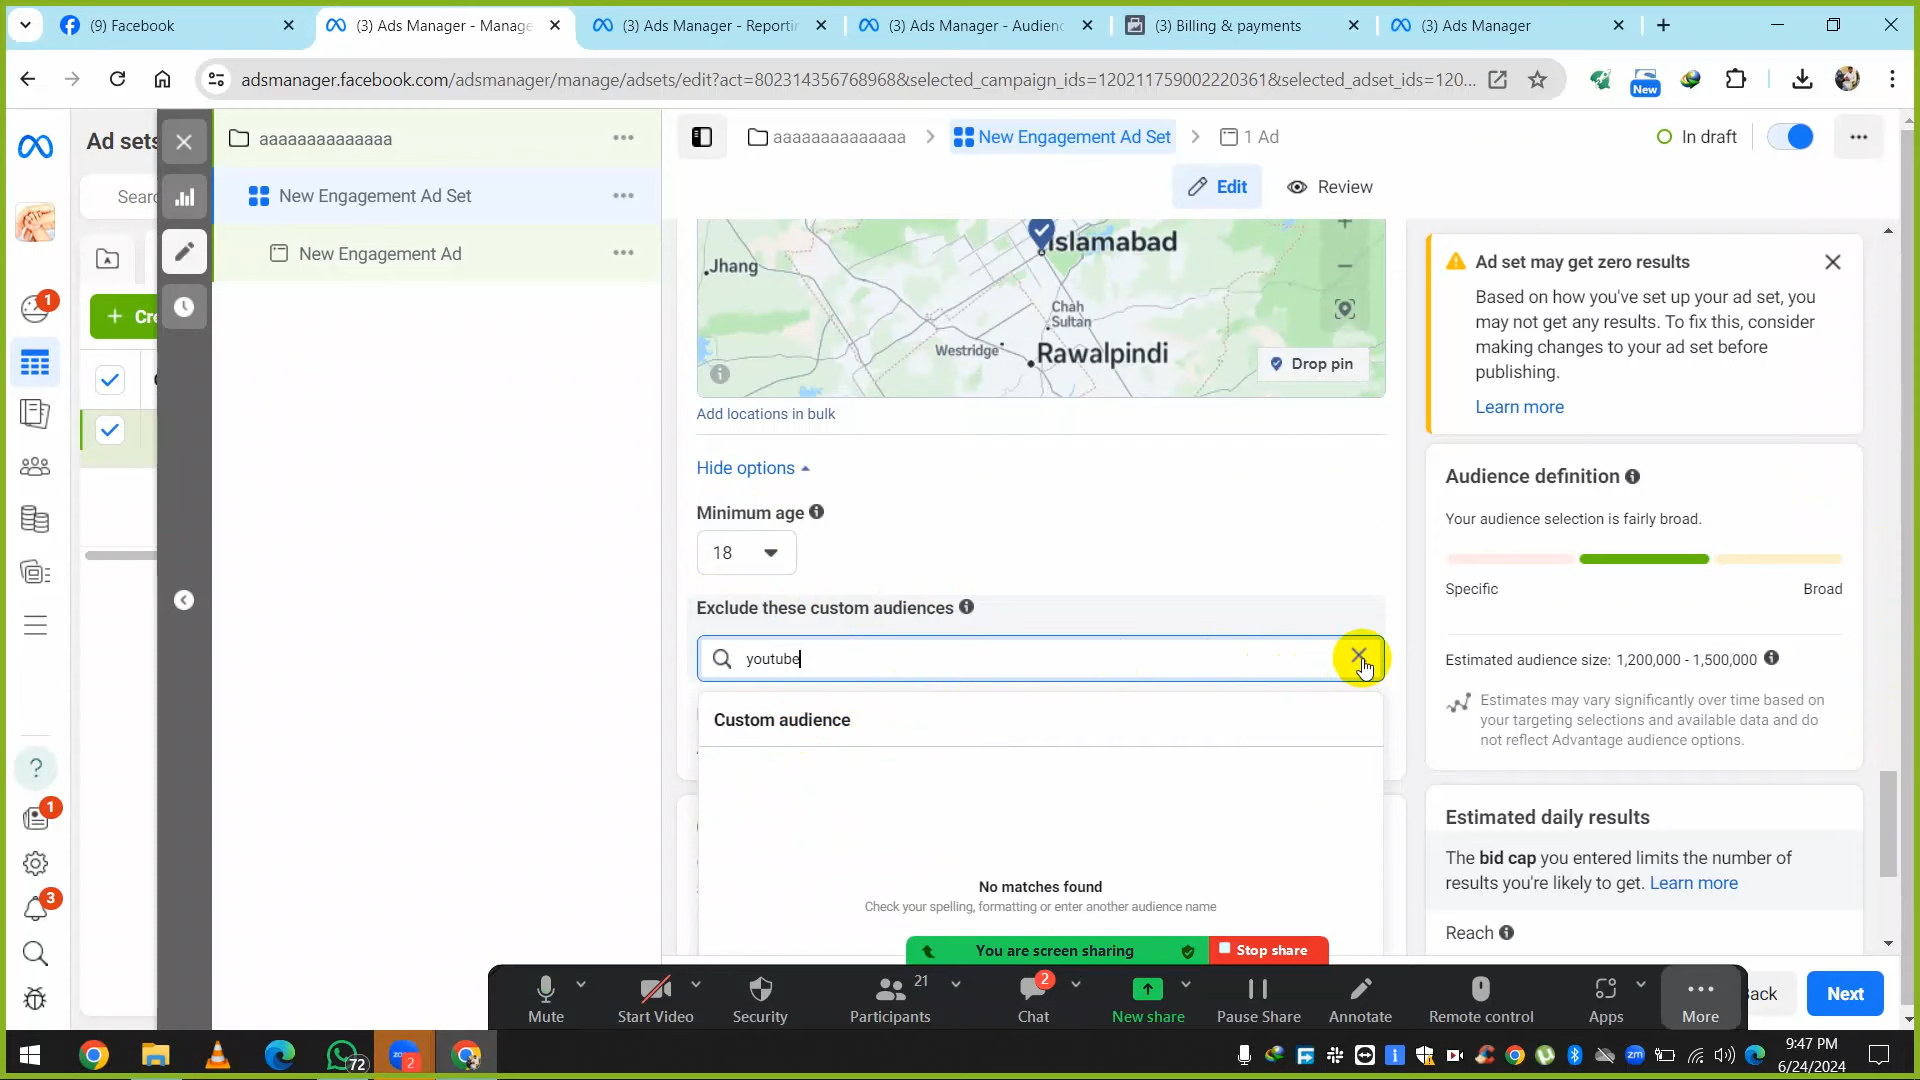 (9) Facebook
(3) Ads Manager - Manage
(3) Ads Manager - Reportin
(3) Ads Manager - Audienc
(3) Billing & payments
(3) Ads Manager
adsmanager.facebook.com/adsmanager/manage/adsets/edit?act=802314356768968&selected_campaign_ids=120211759002220361&selected_adset_ids=120...
New
Ad sets
Sear
Cre
aaaaaaaaaaaaaa
New Engagement Ad Set
New Engagement Ad
aaaaaaaaaaaaaa
New Engagement Ad Set
1 Ad
In draft
Edit
Review
Islamabad
Jhang
Chah
Sultan
Westridge
Rawalpindi
Drop pin
Add locations in bulk
Hide options
Minimum age
18
Exclude these custom audiences
youtube
Custom audience
No matches found
Check your spelling, formatting or enter another audience name
Ad set may get zero results
Based on how you've set up your ad set, you
may not get any results. To fix this, consider
making changes to your ad set before
publishing.
Learn more
Audience definition
Your audience selection is fairly broad.
Specific
Broad
Estimated audience size: 1,200,000 - 1,500,000
Estimates may vary significantly over time based on
your targeting selections and available data and do
not reflect Advantage audience options.
Estimated daily results
The bid cap you entered limits the number of
results you're likely to get. Learn more
Reach
Back
Next
1
1
3
You are screen sharing
Stop share
Mute
Start Video
Security
Participants
21
Chat
2
New share
Pause Share
Annotate
Remote control
Apps
More
72
2
zm
9:47 PM
6/24/2024